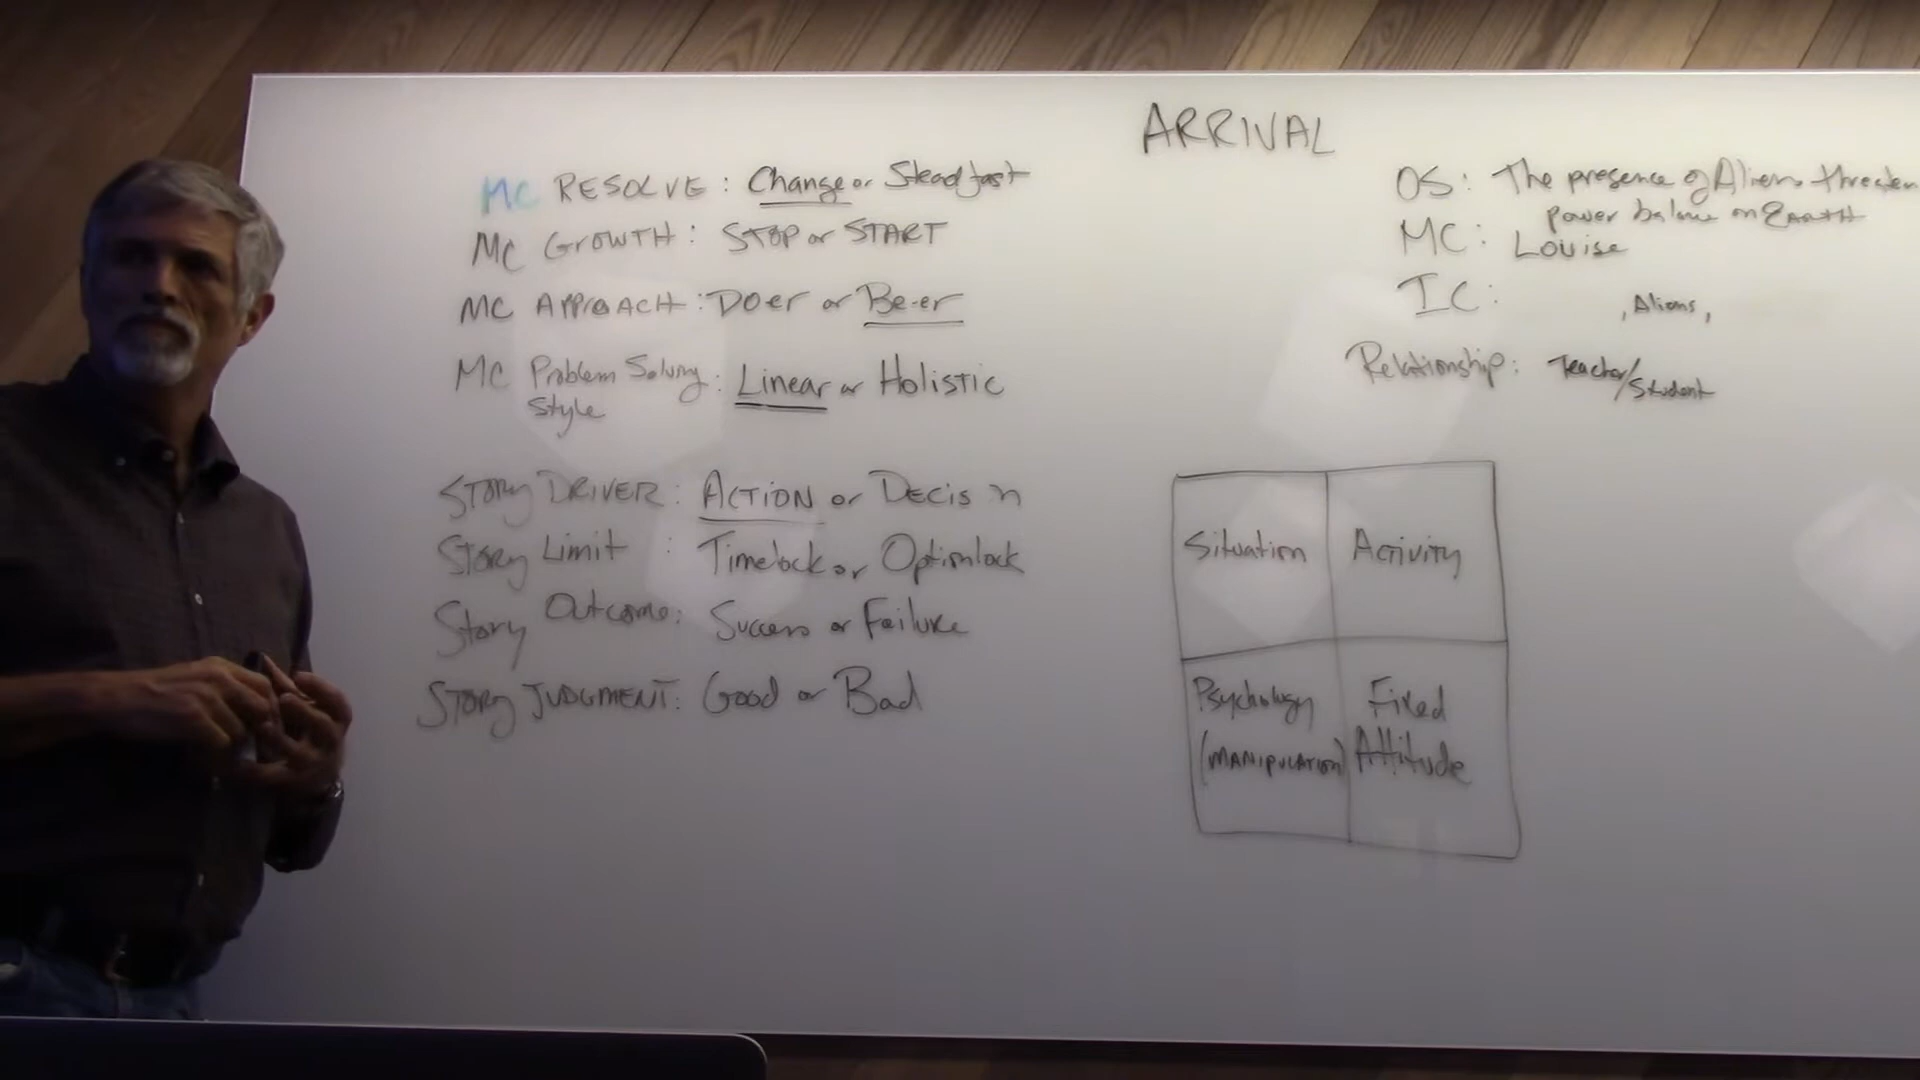 ARRIVAL
MC RESOLVE: Change or Steadfast
MC GROWTH: STOP or START
MC APPROACH: DOer or Be-er
MC Problem Solving
Style : Linear or Holistic
STORY DRIVER: ACTION or DECIS N
STORY Limit : Timelock or Optionlock
Story Outcome: Success or Failure
STORY JUDGMENT: Good or Bad
OS: The presence of Aliens threaten
power balance on EARTH
MC: Louise
IC: , Aliens,
Relationship: Teacher/
Student
Situation
Activity
Psychology
(MANIPULATION)
Fixed
Attitude